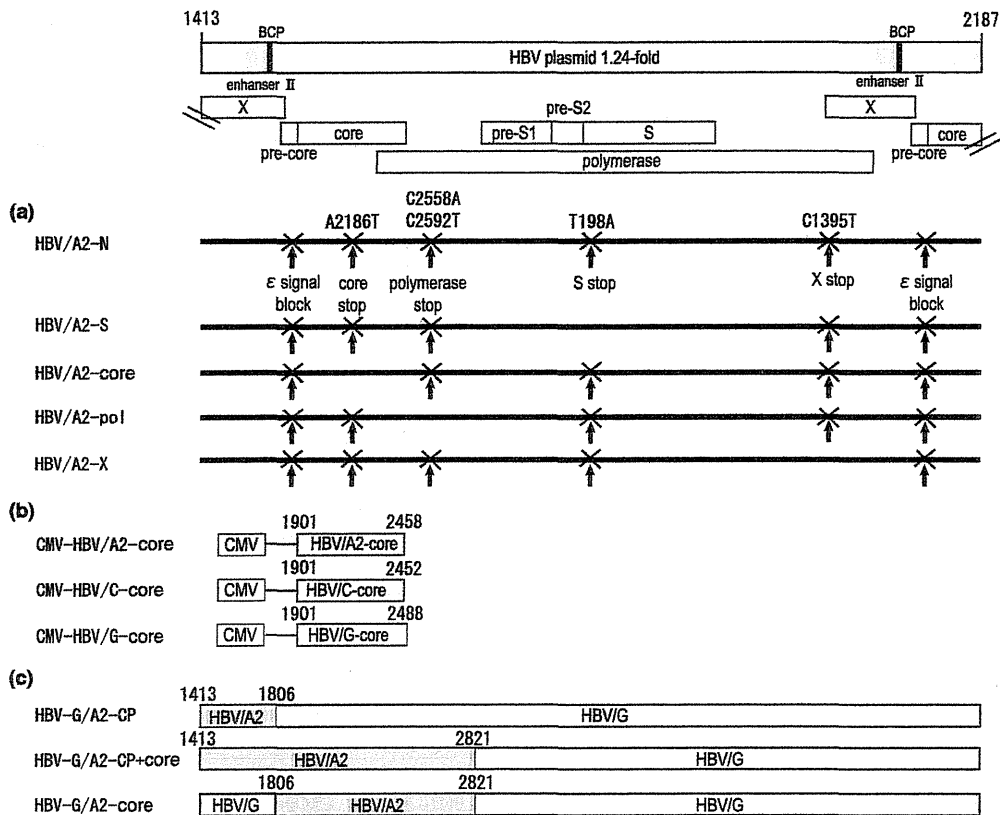 1413 2187
BCP BCP
HBV plasmid 1.24-fold
enhanser II enhanser II
X pre-S2 X
core pre-S1 S core
pre-core polymerase pre-core
(a)
C2558A
A2186T C2592T T198A C1395T
HBV/A2-N
ε signal block
core stop
polymerase stop
S stop
X stop
ε signal block
HBV/A2-S
HBV/A2-core
HBV/A2-pol
HBV/A2-X
(b)
1901 2458
CMV-HBV/A2-core CMV HBV/A2-core
1901 2452
CMV-HBV/C-core CMV HBV/C-core
1901 2488
CMV-HBV/G-core CMV HBV/G-core
(c)
1413 1806
HBV-G/A2-CP HBV/A2 HBV/G
1413 2821
HBV-G/A2-CP+core HBV/A2 HBV/G
1806 2821
HBV-G/A2-core HBV/G HBV/A2 HBV/G